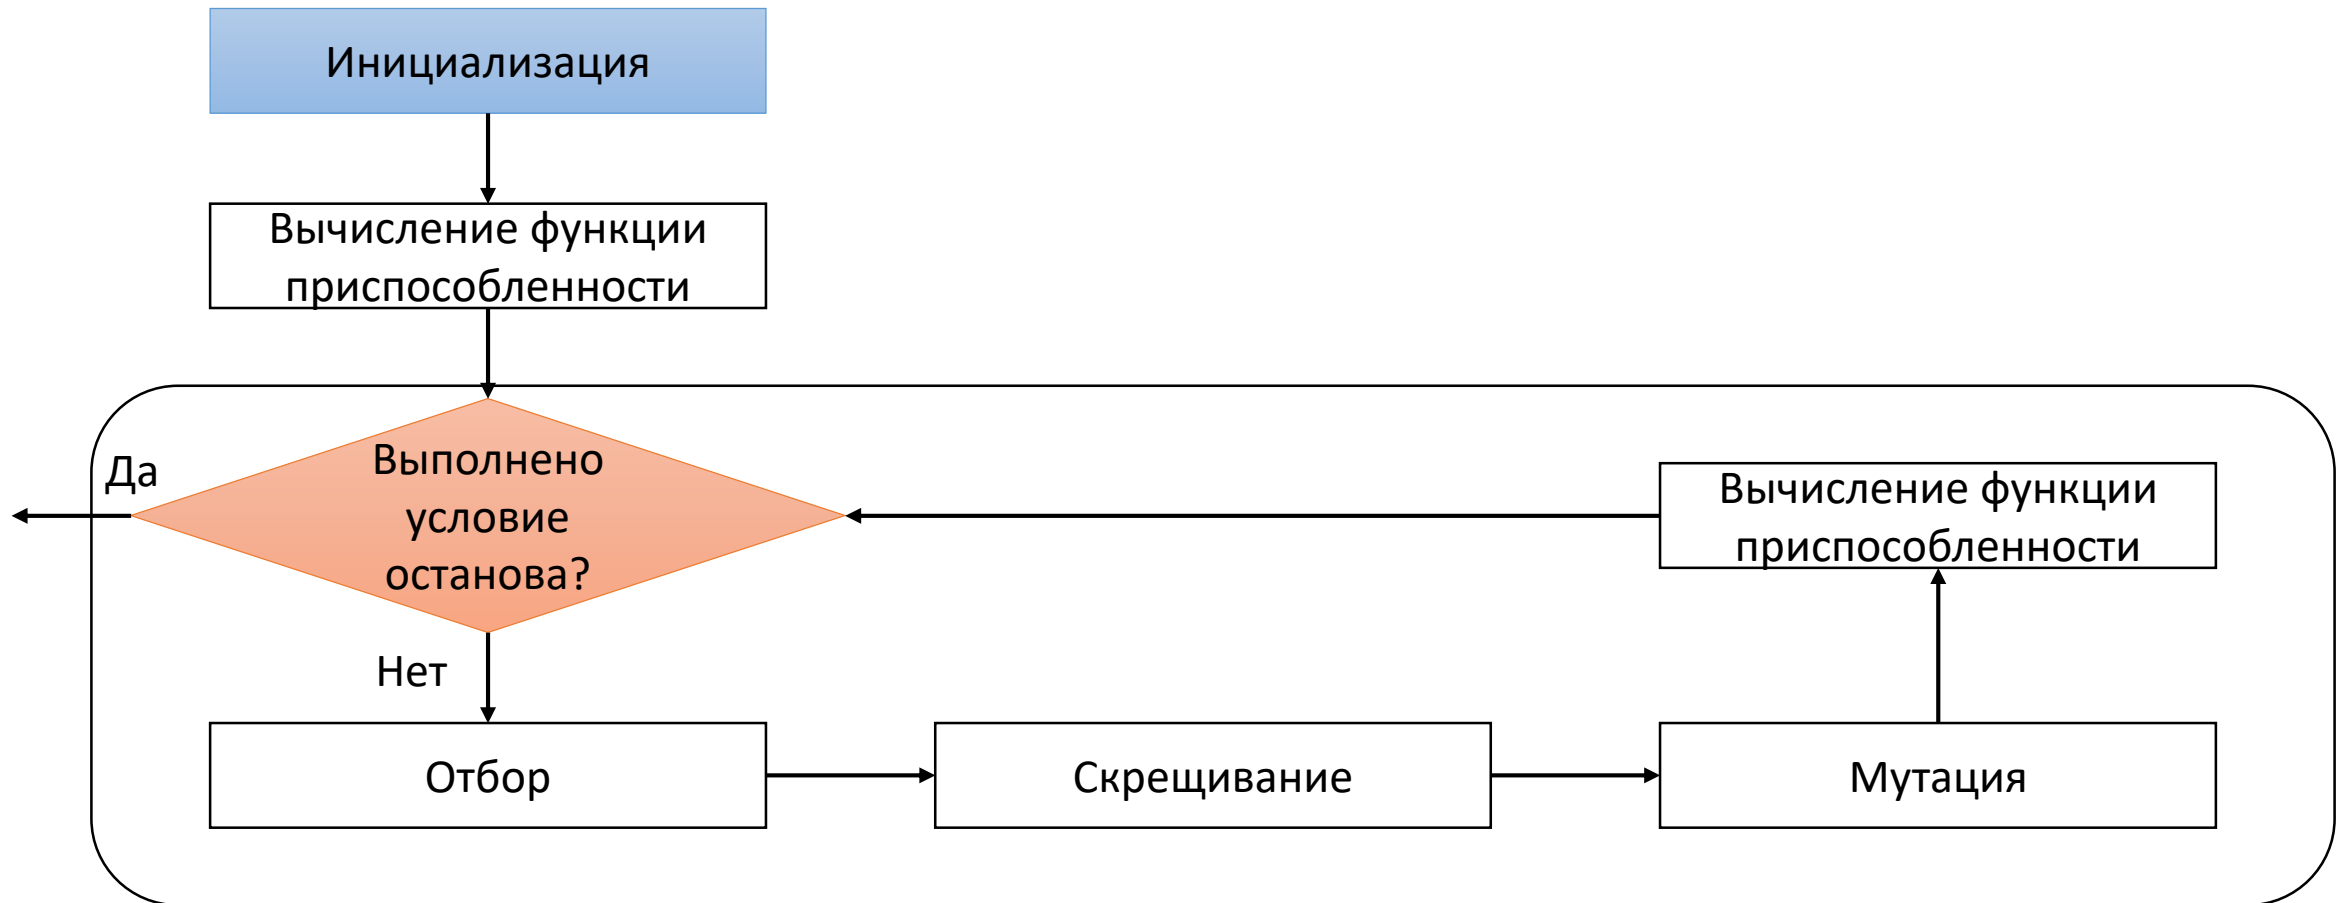 Инициализация
Вычисление функции
приспособленности
Да
Выполнено
условие
останова?
Вычисление функции
приспособленности
Нет
Отбор
Скрещивание
Мутация